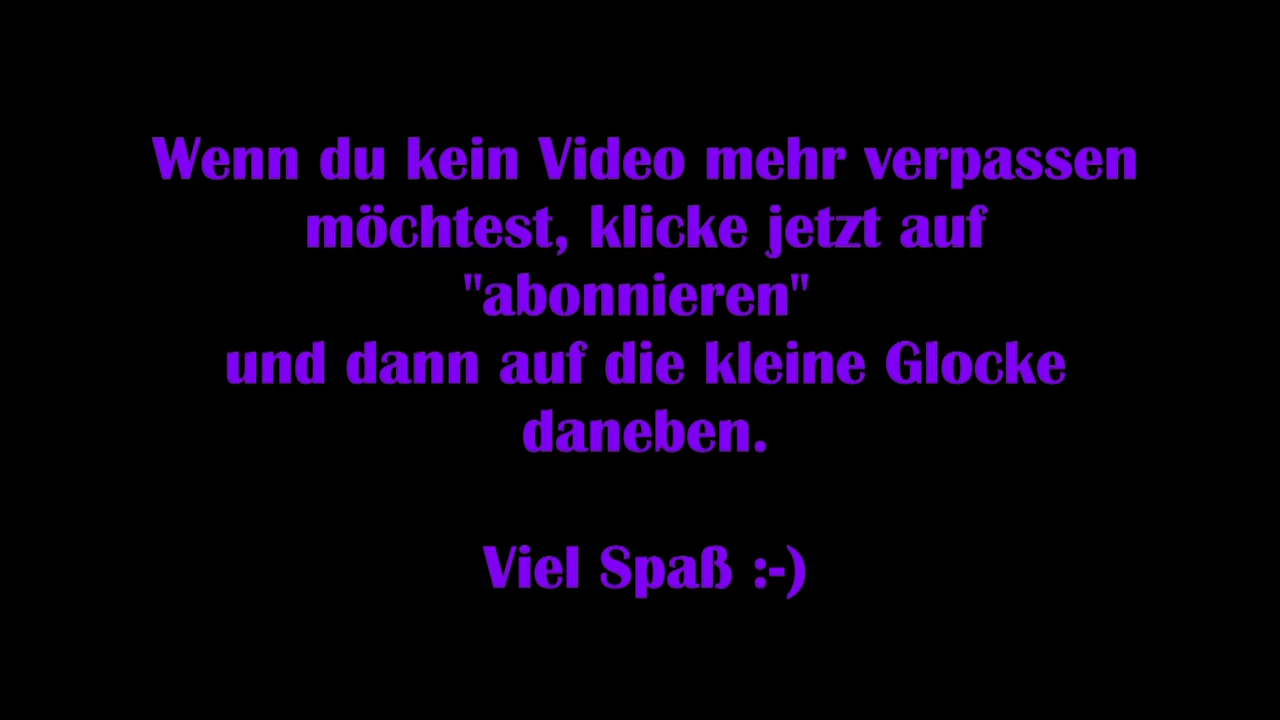 Wenn du kein Video mehr verpassen
möchtest, klicke jetzt auf
"abonnieren"
und dann auf die kleine Glocke
daneben.
Viel Spaß :-)